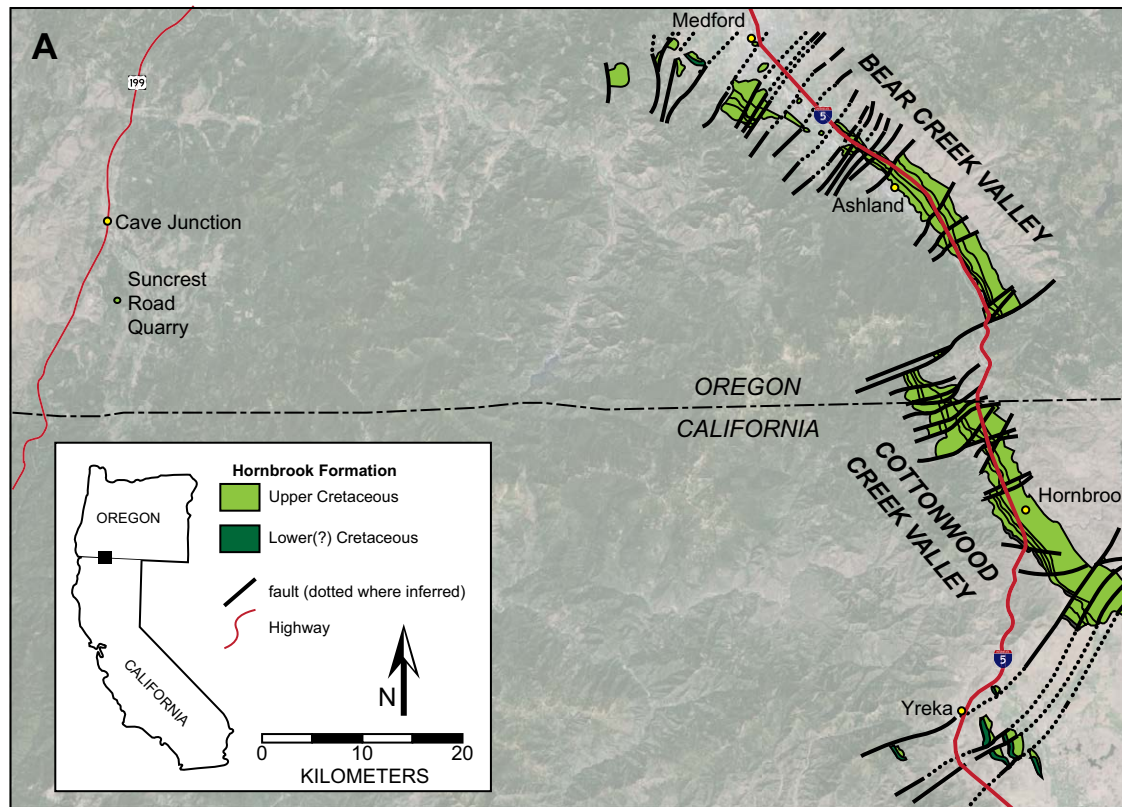 A
Medford
199
BEAR CREEK VALLEY
5
Cave Junction
Ashland
Suncrest
Road
Quarry
OREGON
CALIFORNIA
COTTONWOOD
CREEK VALLEY
Hornbroo
5
Yreka
Hornbrook Formation
Upper Cretaceous
Lower(?) Cretaceous
fault (dotted where inferred)
Highway
OREGON
CALIFORNIA
N
0 10 20
KILOMETERS